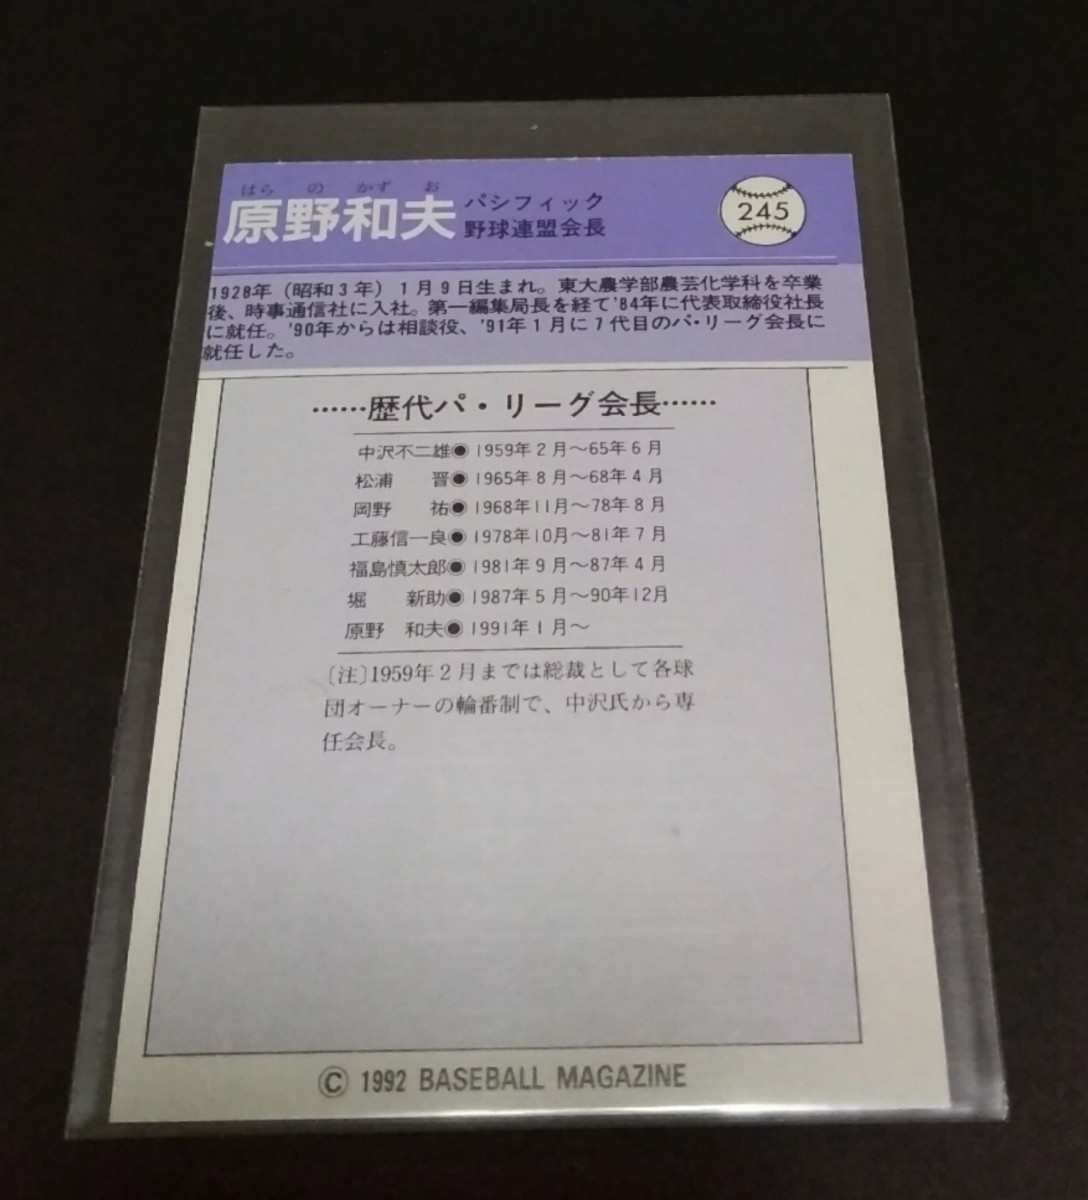 はら の かず お
原野和夫
パシフィック
野球連盟会長
245
1928年（昭和3年）1月9日生まれ。東大農学部農芸化学科を卒業
後、時事通信社に入社。第一編集局長を経て'84年に代表取締役社長
に就任。'90年からは相談役、'91年1月に7代目のパ・リーグ会長に
就任した。
……歴代パ・リーグ会長……
中沢不二雄◉1959年2月〜65年6月
松浦　晋◉1965年8月〜68年4月
岡野　祐◉1968年11月〜78年8月
工藤信一良◉1978年10月〜81年7月
福島慎太郎◉1981年9月〜87年4月
堀　新助◉1987年5月〜90年12月
原野　和夫◉1991年1月〜
〔注〕1959年2月までは総裁として各球
団オーナーの輪番制で、中沢氏から専
任会長。
© 1992 BASEBALL MAGAZINE